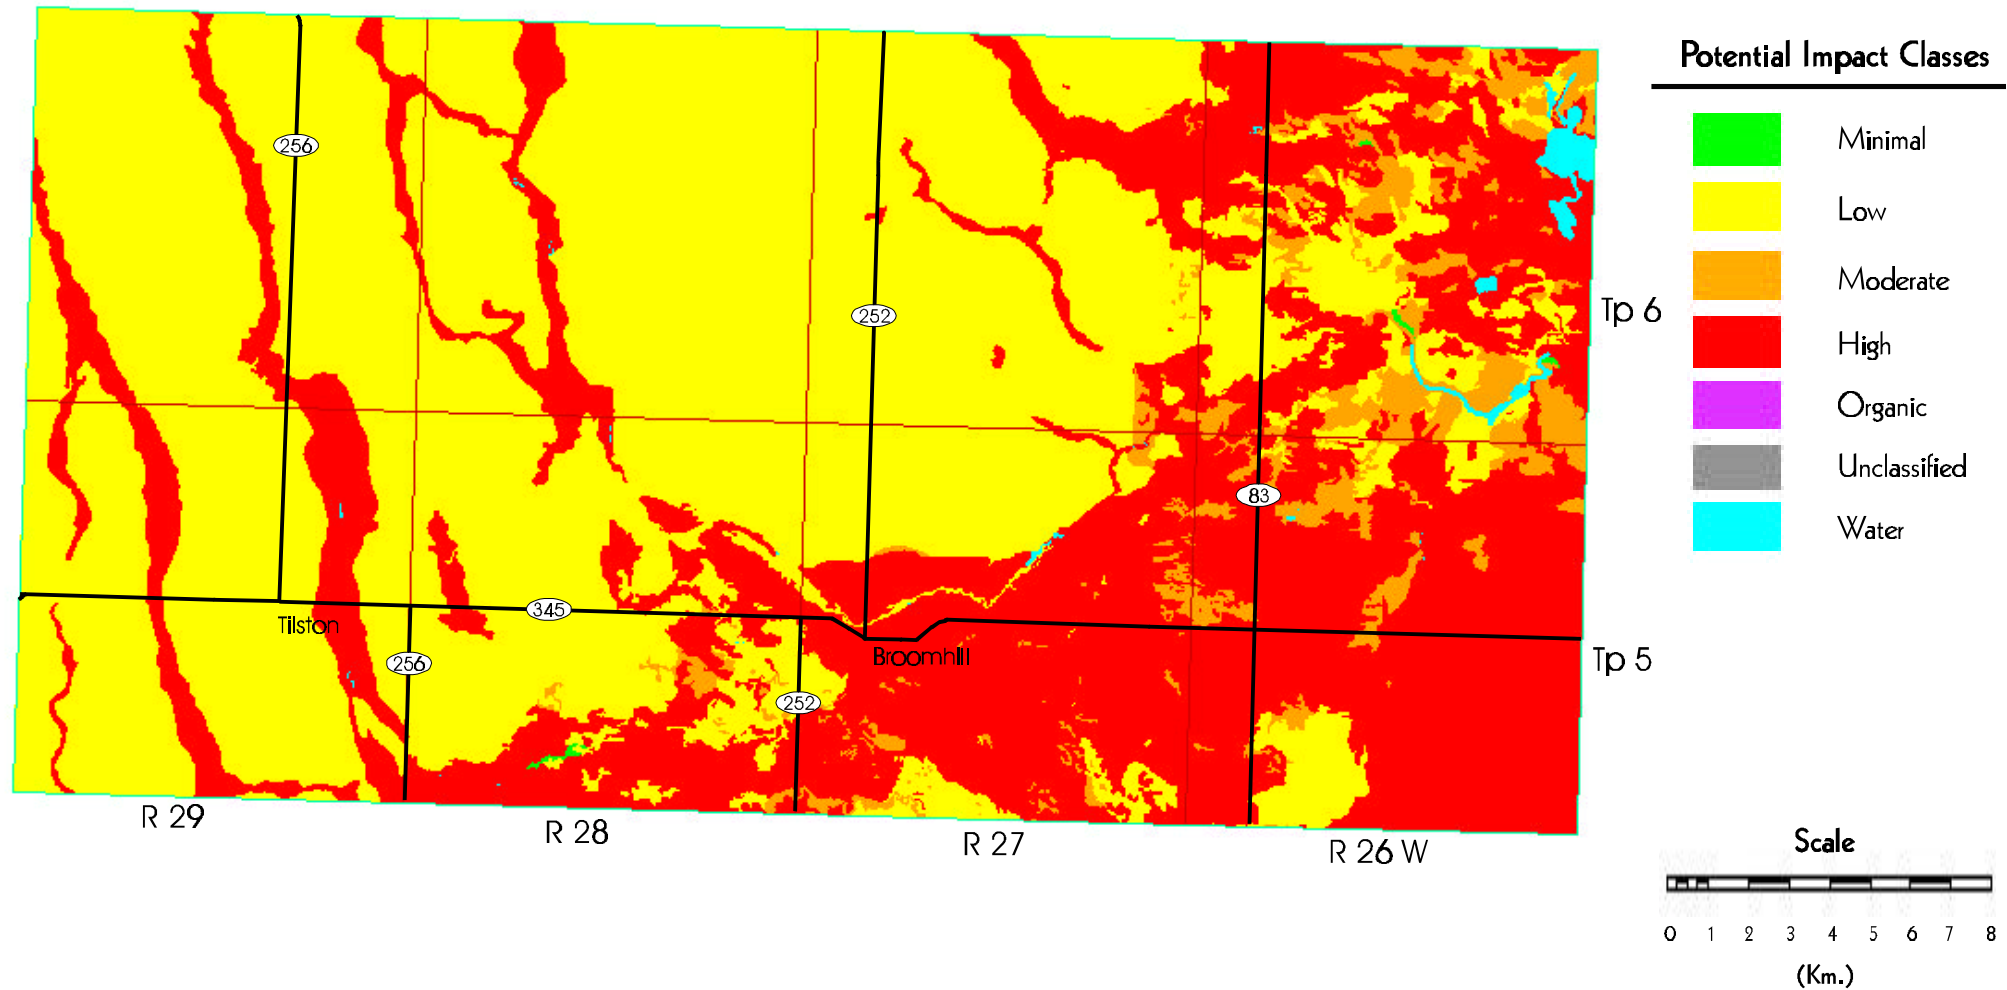 Potential Impact Classes
Minimal
Low
Moderate
High
Organic
Unclassified
Water
256
252
83
345
Tilston
256
Broomhill
252
Tp 6
Tp 5
R 29
R 28
R 27
R 26 W
Scale
0 1 2 3 4 5 6 7 8
(Km.)